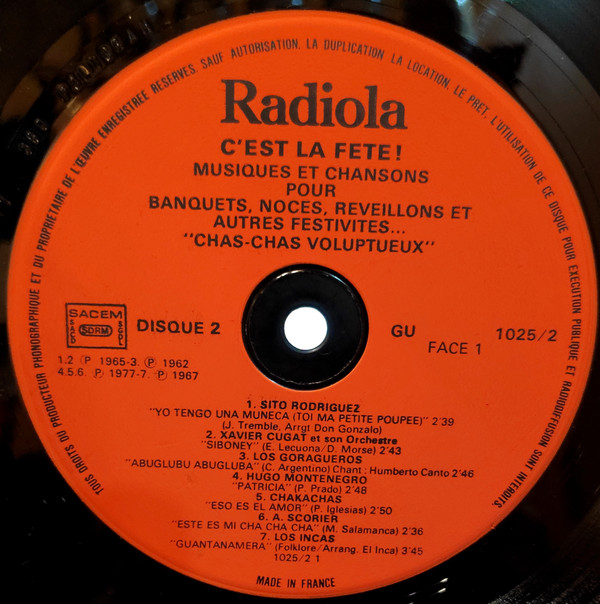 TOUS DROITS DU PRODUCTEUR PHONOGRAPHIQUE ET DU PROPRIETAIRE DE L'ŒUVRE ENREGISTREE RESERVES. SAUF AUTORISATION, LA DUPLICATION LA LOCATION, LE PRET, L'UTILISATION DE CE DISQUE POUR EXECUTION PUBLIQUE ET RADIODIFFUSION SONT INTERDITS.
Radiola
C'EST LA FETE!
MUSIQUES ET CHANSONS
POUR
BANQUETS, NOCES, REVEILLONS ET
AUTRES FESTIVITES...
"CHAS-CHAS VOLUPTUEUX"
SACEM
SACD SDRM SGDL
DISQUE 2
GU 1025/2
FACE 1
1.2 Ⓟ 1965-3. Ⓟ 1962
4.5.6. Ⓟ 1977-7. Ⓟ 1967
1. SITO RODRIGUEZ
"YO TENGO UNA MUNECA (TOI MA PETITE POUPEE)" 2'39
(J. Tremble, Arrgt Don Gonzalo)
2. XAVIER CUGAT et son Orchestre
"SIBONEY" (E. Lecuona/D. Morse) 2'43
3. LOS GORAGUEROS
"ABUGLUBU ABUGLUBA" (C. Argentino) Chant : Humberto Canto 2'46
4. HUGO MONTENEGRO
"PATRICIA" (P. Prado) 2'48
5. CHAKACHAS
"ESO ES EL AMOR" (P. Iglesias) 2'50
6. A. SCORIER
"ESTE ES MI CHA CHA CHA" (M. Salamanca) 2'36
7. LOS INCAS
"GUANTANAMERA" (Folklore/Arrang. El Inca) 3'45
1025/2 1
MADE IN FRANCE